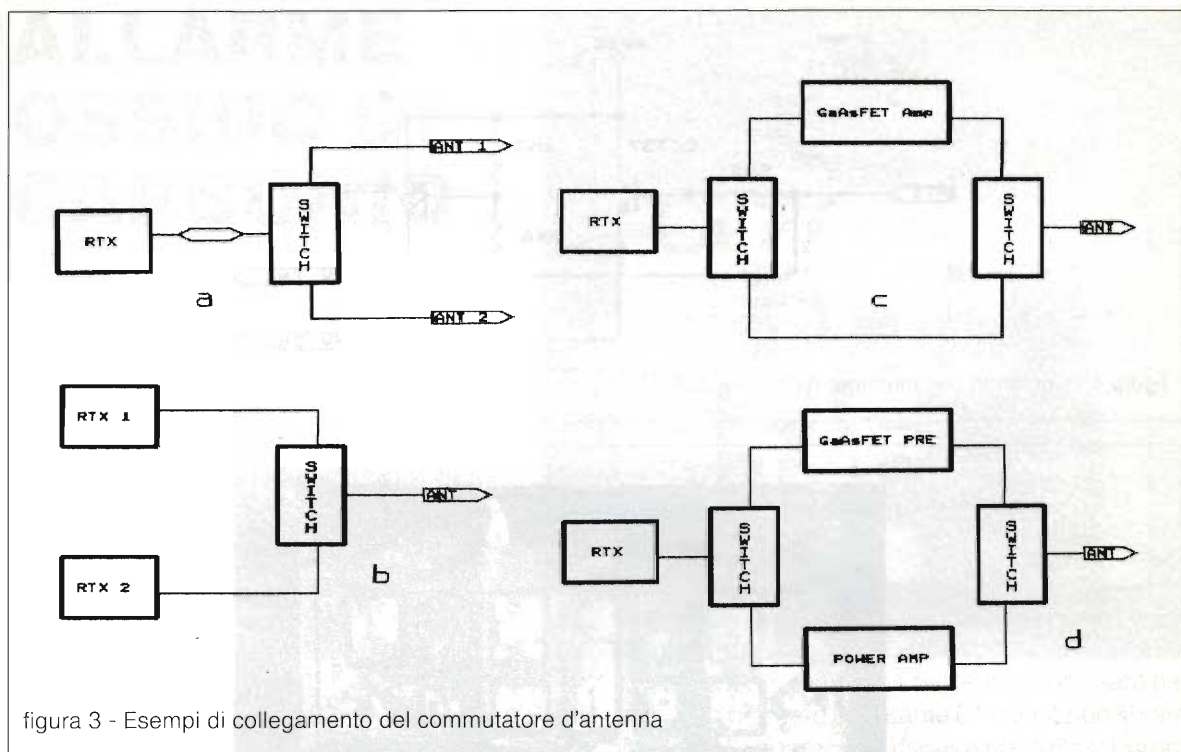 RTX
SWITCH
ANT 1
ANT 2
a
RTX 1
RTX 2
SWITCH
ANT
b
GaAsFET Amp
RTX
SWITCH
SWITCH
ANT
c
GaAsFET PRE
RTX
SWITCH
SWITCH
ANT
POWER AMP
d
figura 3 - Esempi di collegamento del commutatore d'antenna